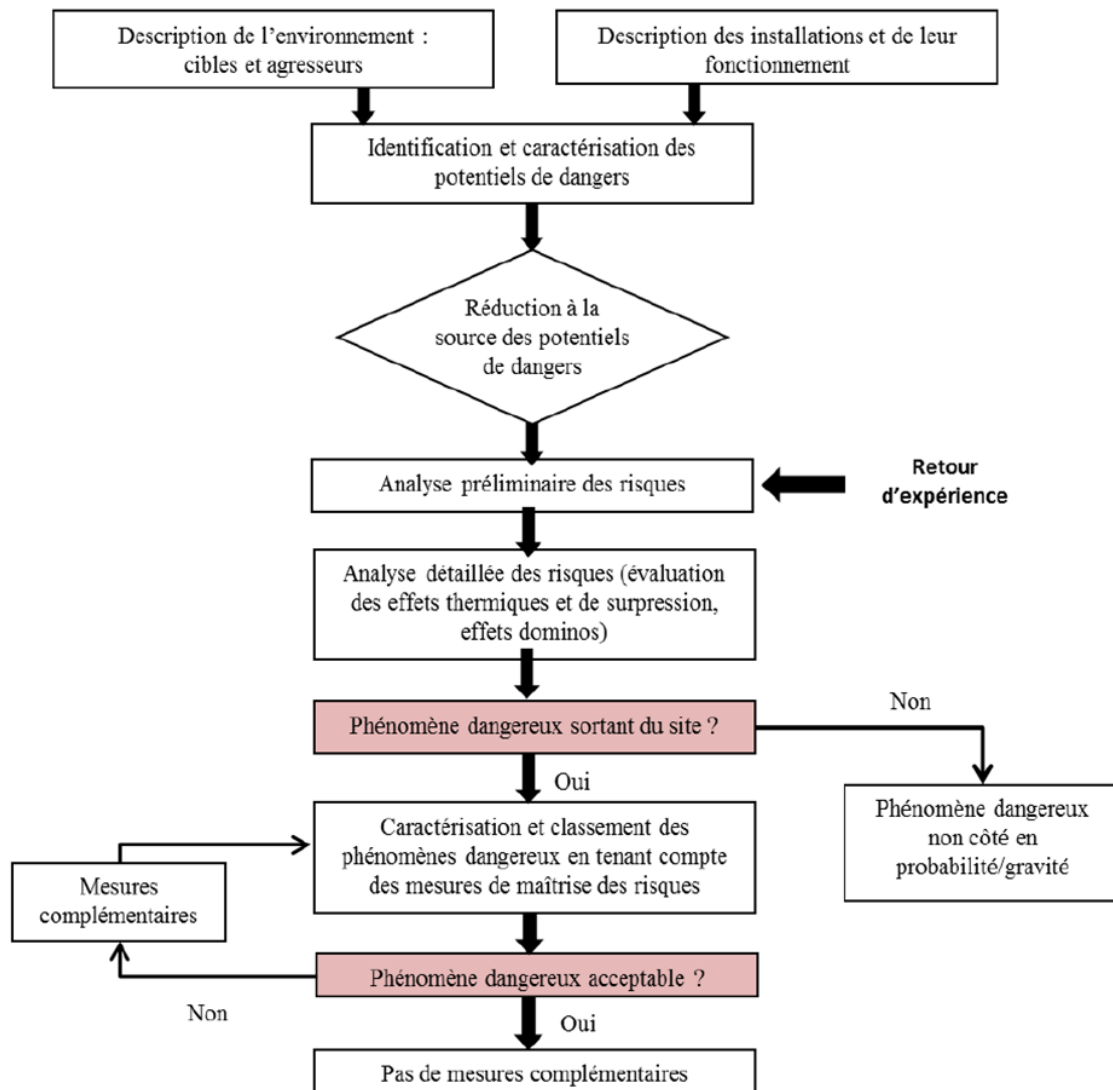 Description de l'environnement :
cibles et agresseurs
Description des installations et de leur
fonctionnement
Identification et caractérisation des
potentiels de dangers
Réduction à la
source des potentiels
de dangers
Analyse préliminaire des risques
Retour
d'expérience
Analyse détaillée des risques (évaluation
des effets thermiques et de surpression,
effets dominos)
Phénomène dangereux sortant du site ?
Non
Oui
Phénomène dangereux
non côté en
probabilité/gravité
Caractérisation et classement des
phénomènes dangereux en tenant compte
des mesures de maîtrise des risques
Mesures
complémentaires
Phénomène dangereux acceptable ?
Non
Oui
Pas de mesures complémentaires